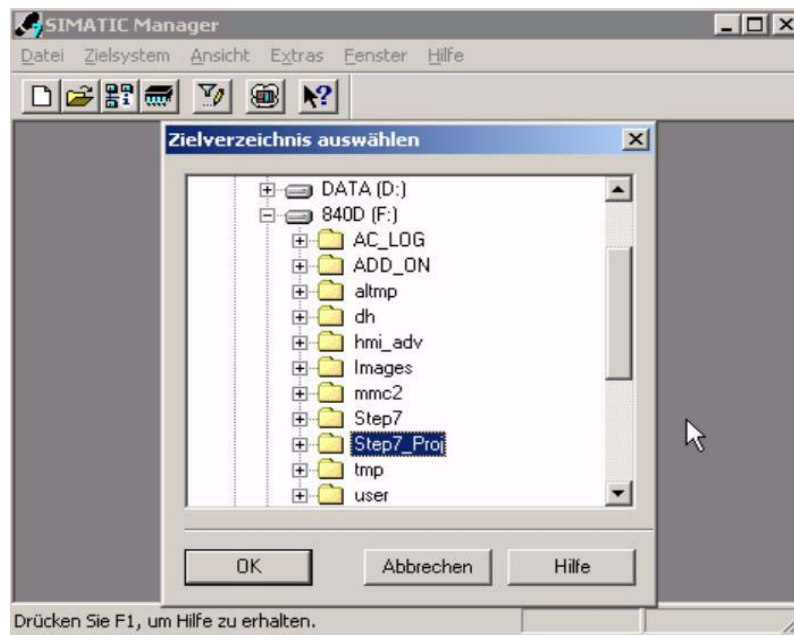 SIMATIC Manager
Datei Zielsystem Ansicht Extras Fenster Hilfe
Zielverzeichnis auswählen
DATA (D:)
840D (F:)
AC_LOG
ADD_ON
altmp
dh
hmi_adv
Images
mmc2
Step7
Step7_Proj
tmp
user
OK Abbrechen Hilfe
Drücken Sie F1, um Hilfe zu erhalten.